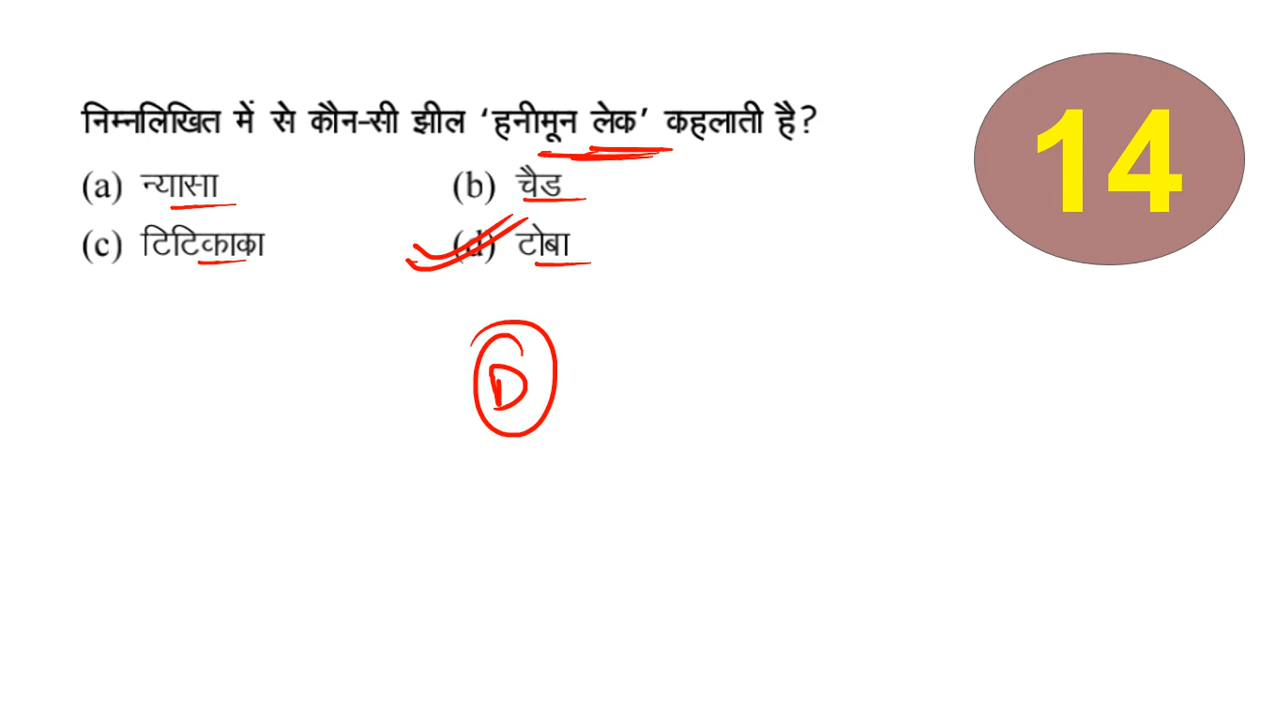 निम्नलिखित में से कौन-सी झील ‘हनीमून लेक’ कहलाती है?
14
(a) न्यासा (b) चैड
(c) टिटिकाका (d) टोबा
D